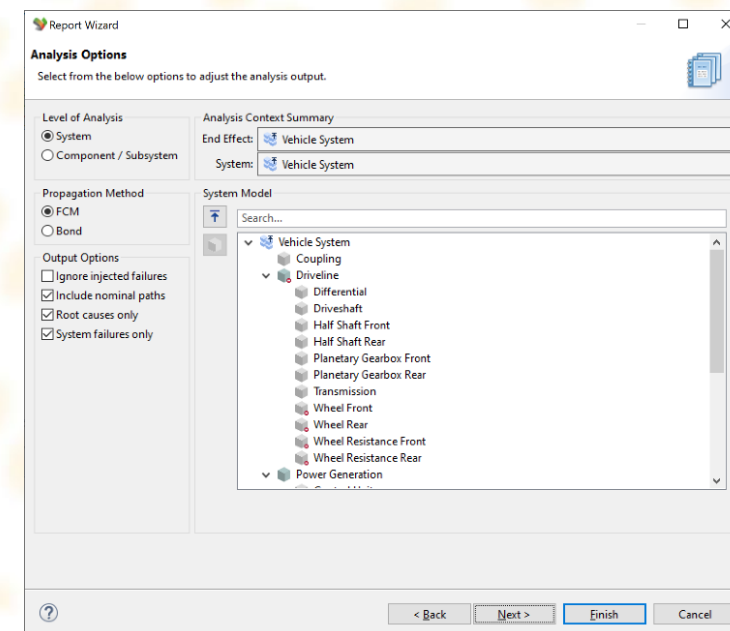 Report Wizard
Analysis Options
Select from the below options to adjust the analysis output.
Level of Analysis
System
Component / Subsystem
Propagation Method
FCM
Bond
Output Options
Ignore injected failures
Include nominal paths
Root causes only
System failures only
Analysis Context Summary
End Effect: Vehicle System
System: Vehicle System
System Model
Search...
Vehicle System
Coupling
Driveline
Differential
Driveshaft
Half Shaft Front
Half Shaft Rear
Planetary Gearbox Front
Planetary Gearbox Rear
Transmission
Wheel Front
Wheel Rear
Wheel Resistance Front
Wheel Resistance Rear
Power Generation
< Back Next > Finish Cancel